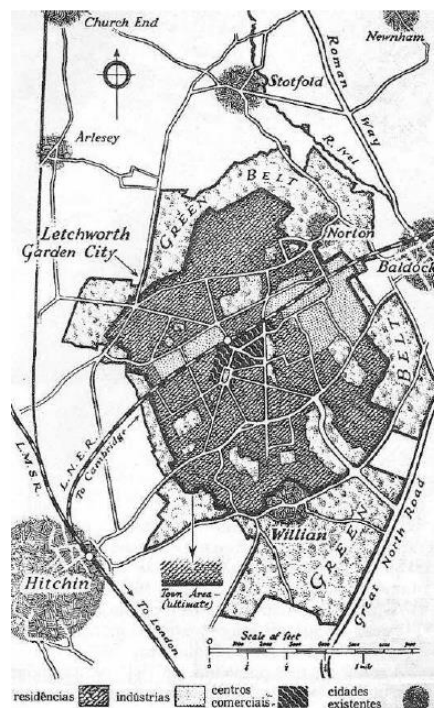 Church End
Newnham
Stotfold
Roman
Way
R. Ivel
Arlesey
GREEN
BELT
Letchworth
Garden City
Norton
Baldock
BELT
L.M.S.R.
L.N.E.R.
To Cambridge
Willian
GREEN
Great North Road
Hitchin
Town Area-
(ultimate)
To London
Scale of feet
residências
indústrias
centros
comerciais
cidades
existentes